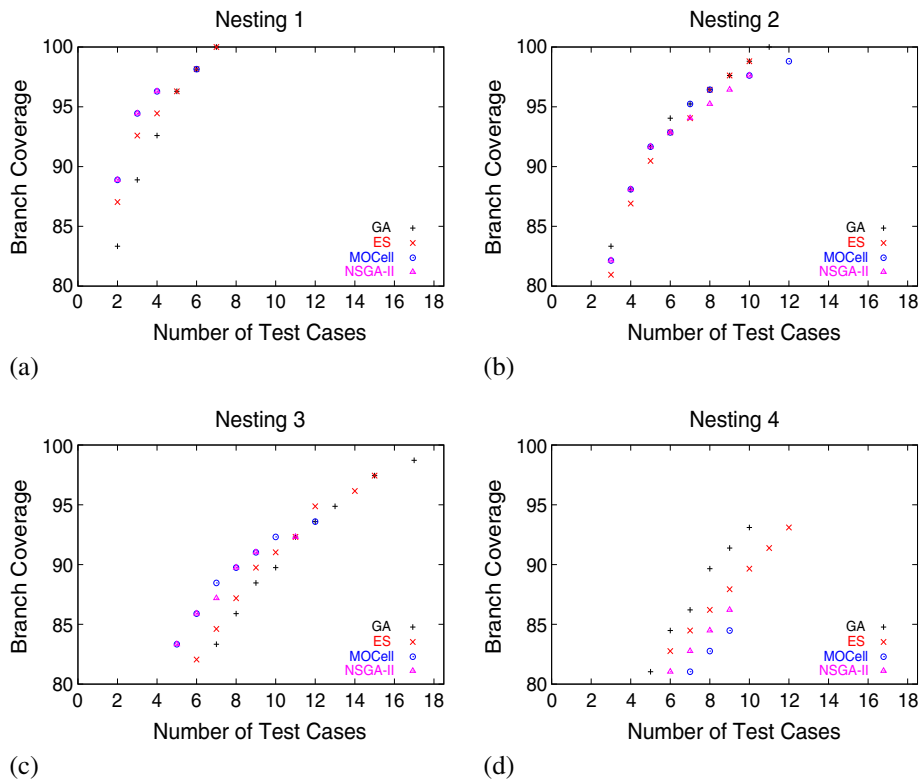 Nesting 1
100
95
90
85
80
Branch Coverage
GA
ES
MOCell
NSGA-II
0 2 4 6 8 10 12 14 16 18
Number of Test Cases
(a)
Nesting 2
100
95
90
85
80
Branch Coverage
GA
ES
MOCell
NSGA-II
0 2 4 6 8 10 12 14 16 18
Number of Test Cases
(b)
Nesting 3
100
95
90
85
80
Branch Coverage
GA
ES
MOCell
NSGA-II
0 2 4 6 8 10 12 14 16 18
Number of Test Cases
(c)
Nesting 4
100
95
90
85
80
Branch Coverage
GA
ES
MOCell
NSGA-II
0 2 4 6 8 10 12 14 16 18
Number of Test Cases
(d)